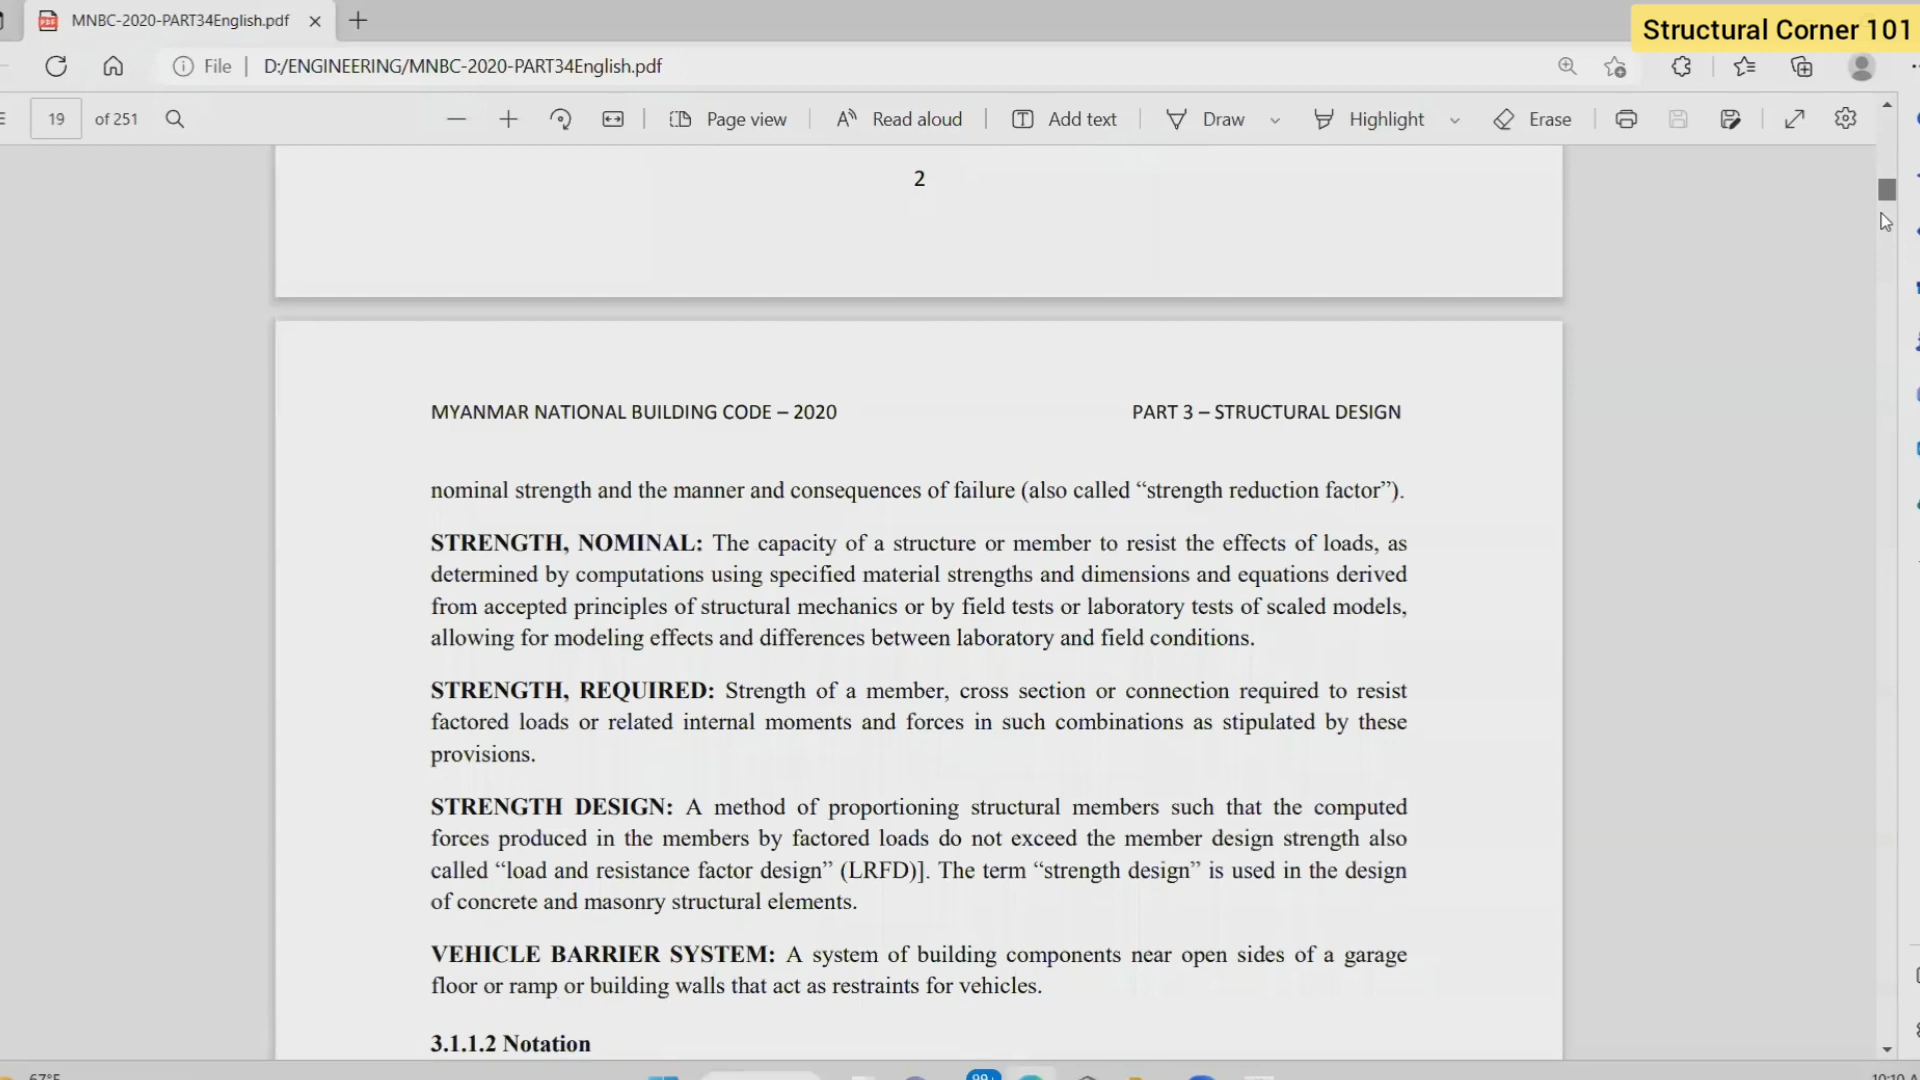 MNBC-2020-PART34English.pdf
Structural Corner 101
File
D:/ENGINEERING/MNBC-2020-PART34English.pdf
19 of 251
Page view
Read aloud
Add text
Draw
Highlight
Erase
2
MYANMAR NATIONAL BUILDING CODE – 2020 PART 3 – STRUCTURAL DESIGN
nominal strength and the manner and consequences of failure (also called “strength reduction factor”).
STRENGTH, NOMINAL: The capacity of a structure or member to resist the effects of loads, as
determined by computations using specified material strengths and dimensions and equations derived
from accepted principles of structural mechanics or by field tests or laboratory tests of scaled models,
allowing for modeling effects and differences between laboratory and field conditions.
STRENGTH, REQUIRED: Strength of a member, cross section or connection required to resist
factored loads or related internal moments and forces in such combinations as stipulated by these
provisions.
STRENGTH DESIGN: A method of proportioning structural members such that the computed
forces produced in the members by factored loads do not exceed the member design strength also
called “load and resistance factor design” (LRFD)]. The term “strength design” is used in the design
of concrete and masonry structural elements.
VEHICLE BARRIER SYSTEM: A system of building components near open sides of a garage
floor or ramp or building walls that act as restraints for vehicles.
3.1.1.2 Notation